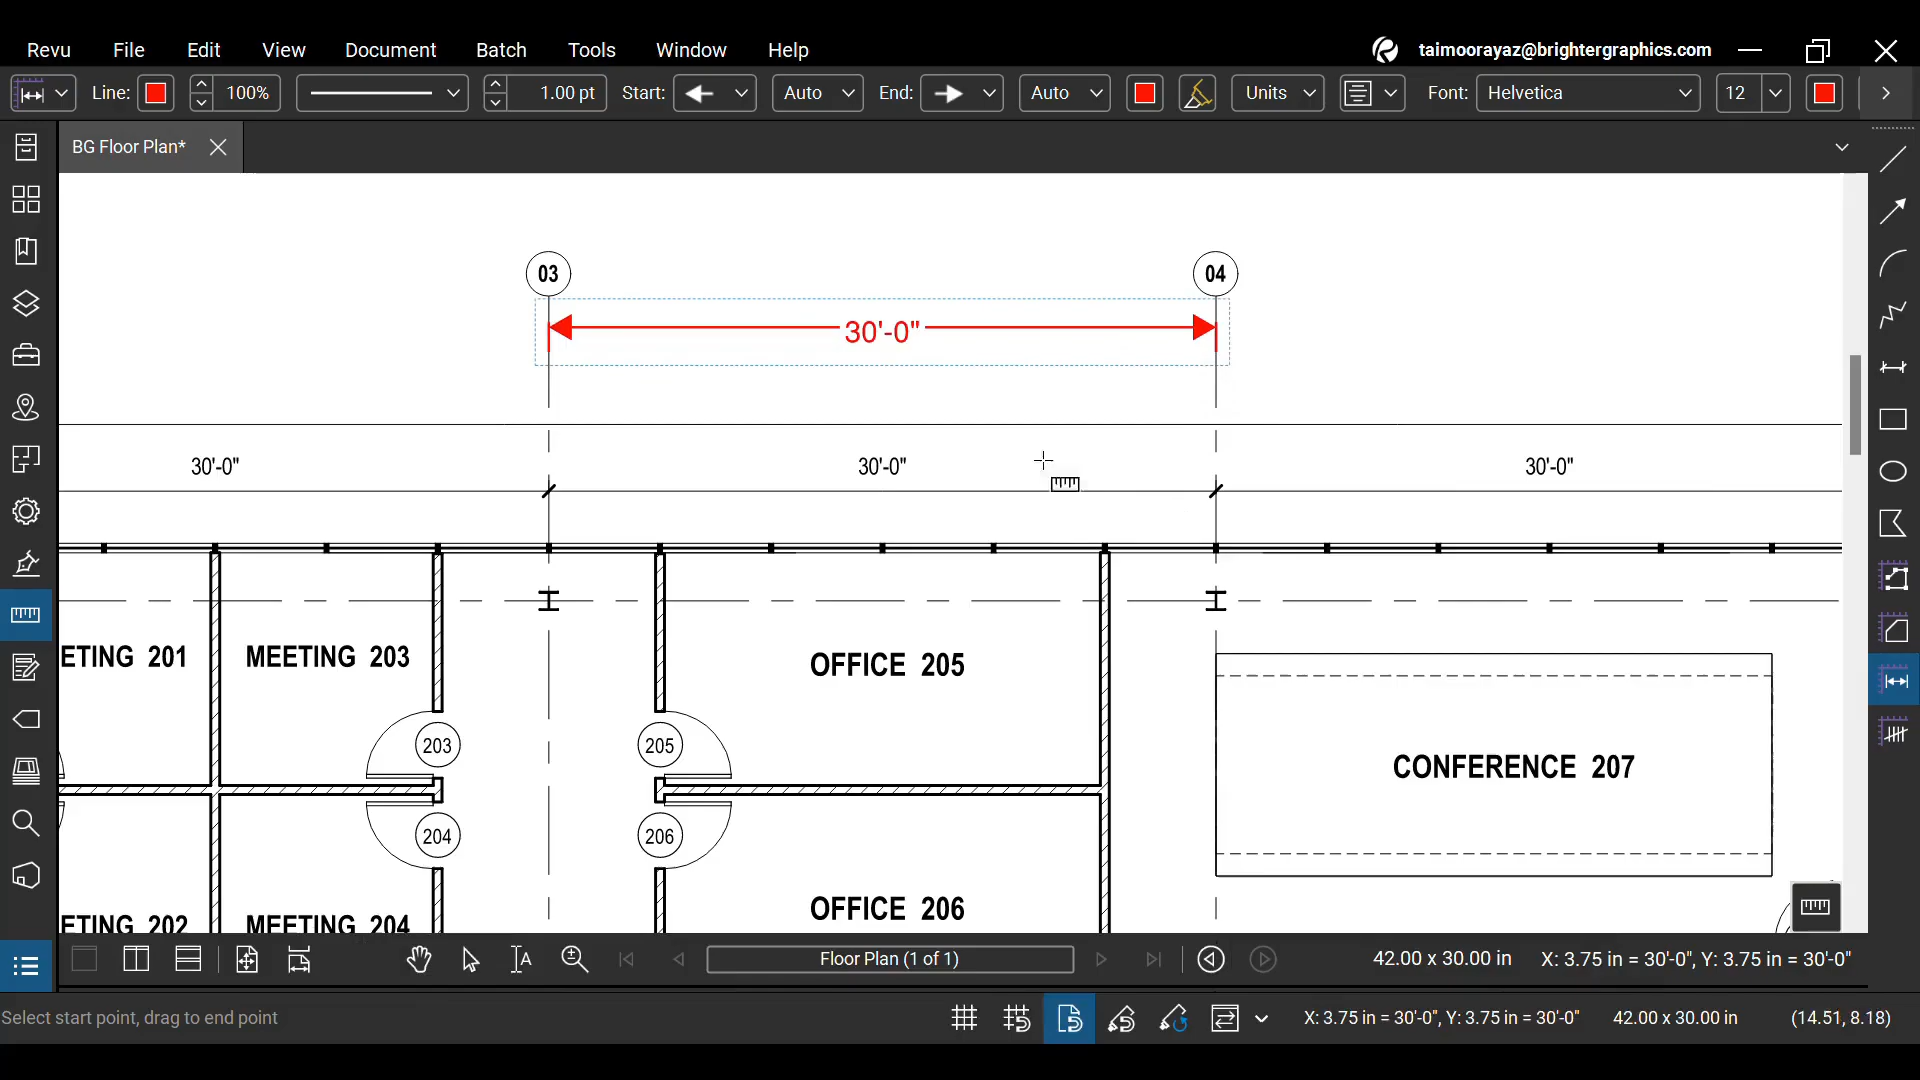 Revu File Edit View Document Batch Tools Window Help taimoorayaz@brightergraphics.com
Line: 100% 1.00 pt Start: Auto End: Auto Units Font: Helvetica 12
BG Floor Plan*
03 04
30'-0"
30'-0" 30'-0" 30'-0"
ETING 201 MEETING 203 OFFICE 205
203 205
CONFERENCE 207
204 206
ETING 202 MEETING 204 OFFICE 206
Floor Plan (1 of 1) 42.00 x 30.00 in X: 3.75 in = 30'-0", Y: 3.75 in = 30'-0"
Select start point, drag to end point X: 3.75 in = 30'-0", Y: 3.75 in = 30'-0" 42.00 x 30.00 in (14.51, 8.18)